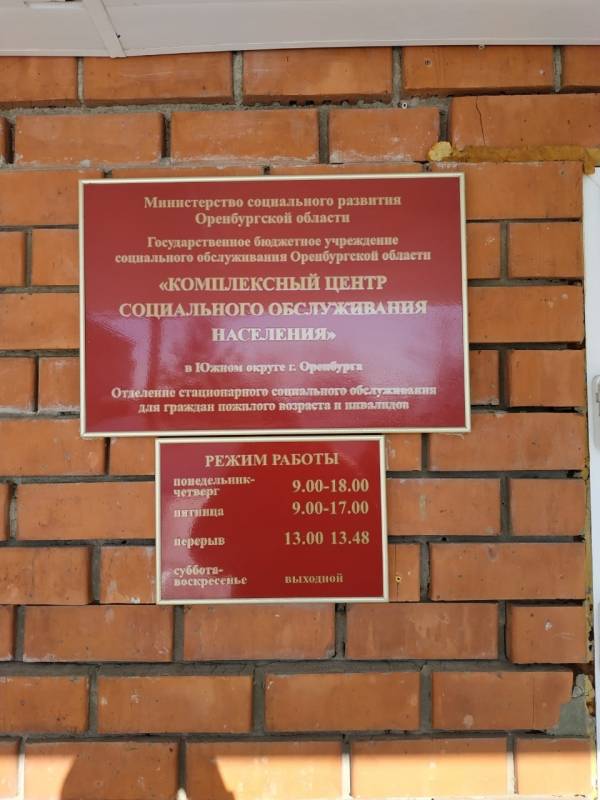 Министерство социального развития
Оренбургской области
Государственное бюджетное учреждение
социального обслуживания Оренбургской области
«КОМПЛЕКСНЫЙ ЦЕНТР
СОЦИАЛЬНОГО ОБСЛУЖИВАНИЯ
НАСЕЛЕНИЯ»
в Южном округе г. Оренбурга
Отделение стационарного социального обслуживания
для граждан пожилого возраста и инвалидов
РЕЖИМ РАБОТЫ
понедельник-
четверг 9.00-18.00
пятница 9.00-17.00
перерыв 13.00 13.48
суббота-
воскресенье выходной